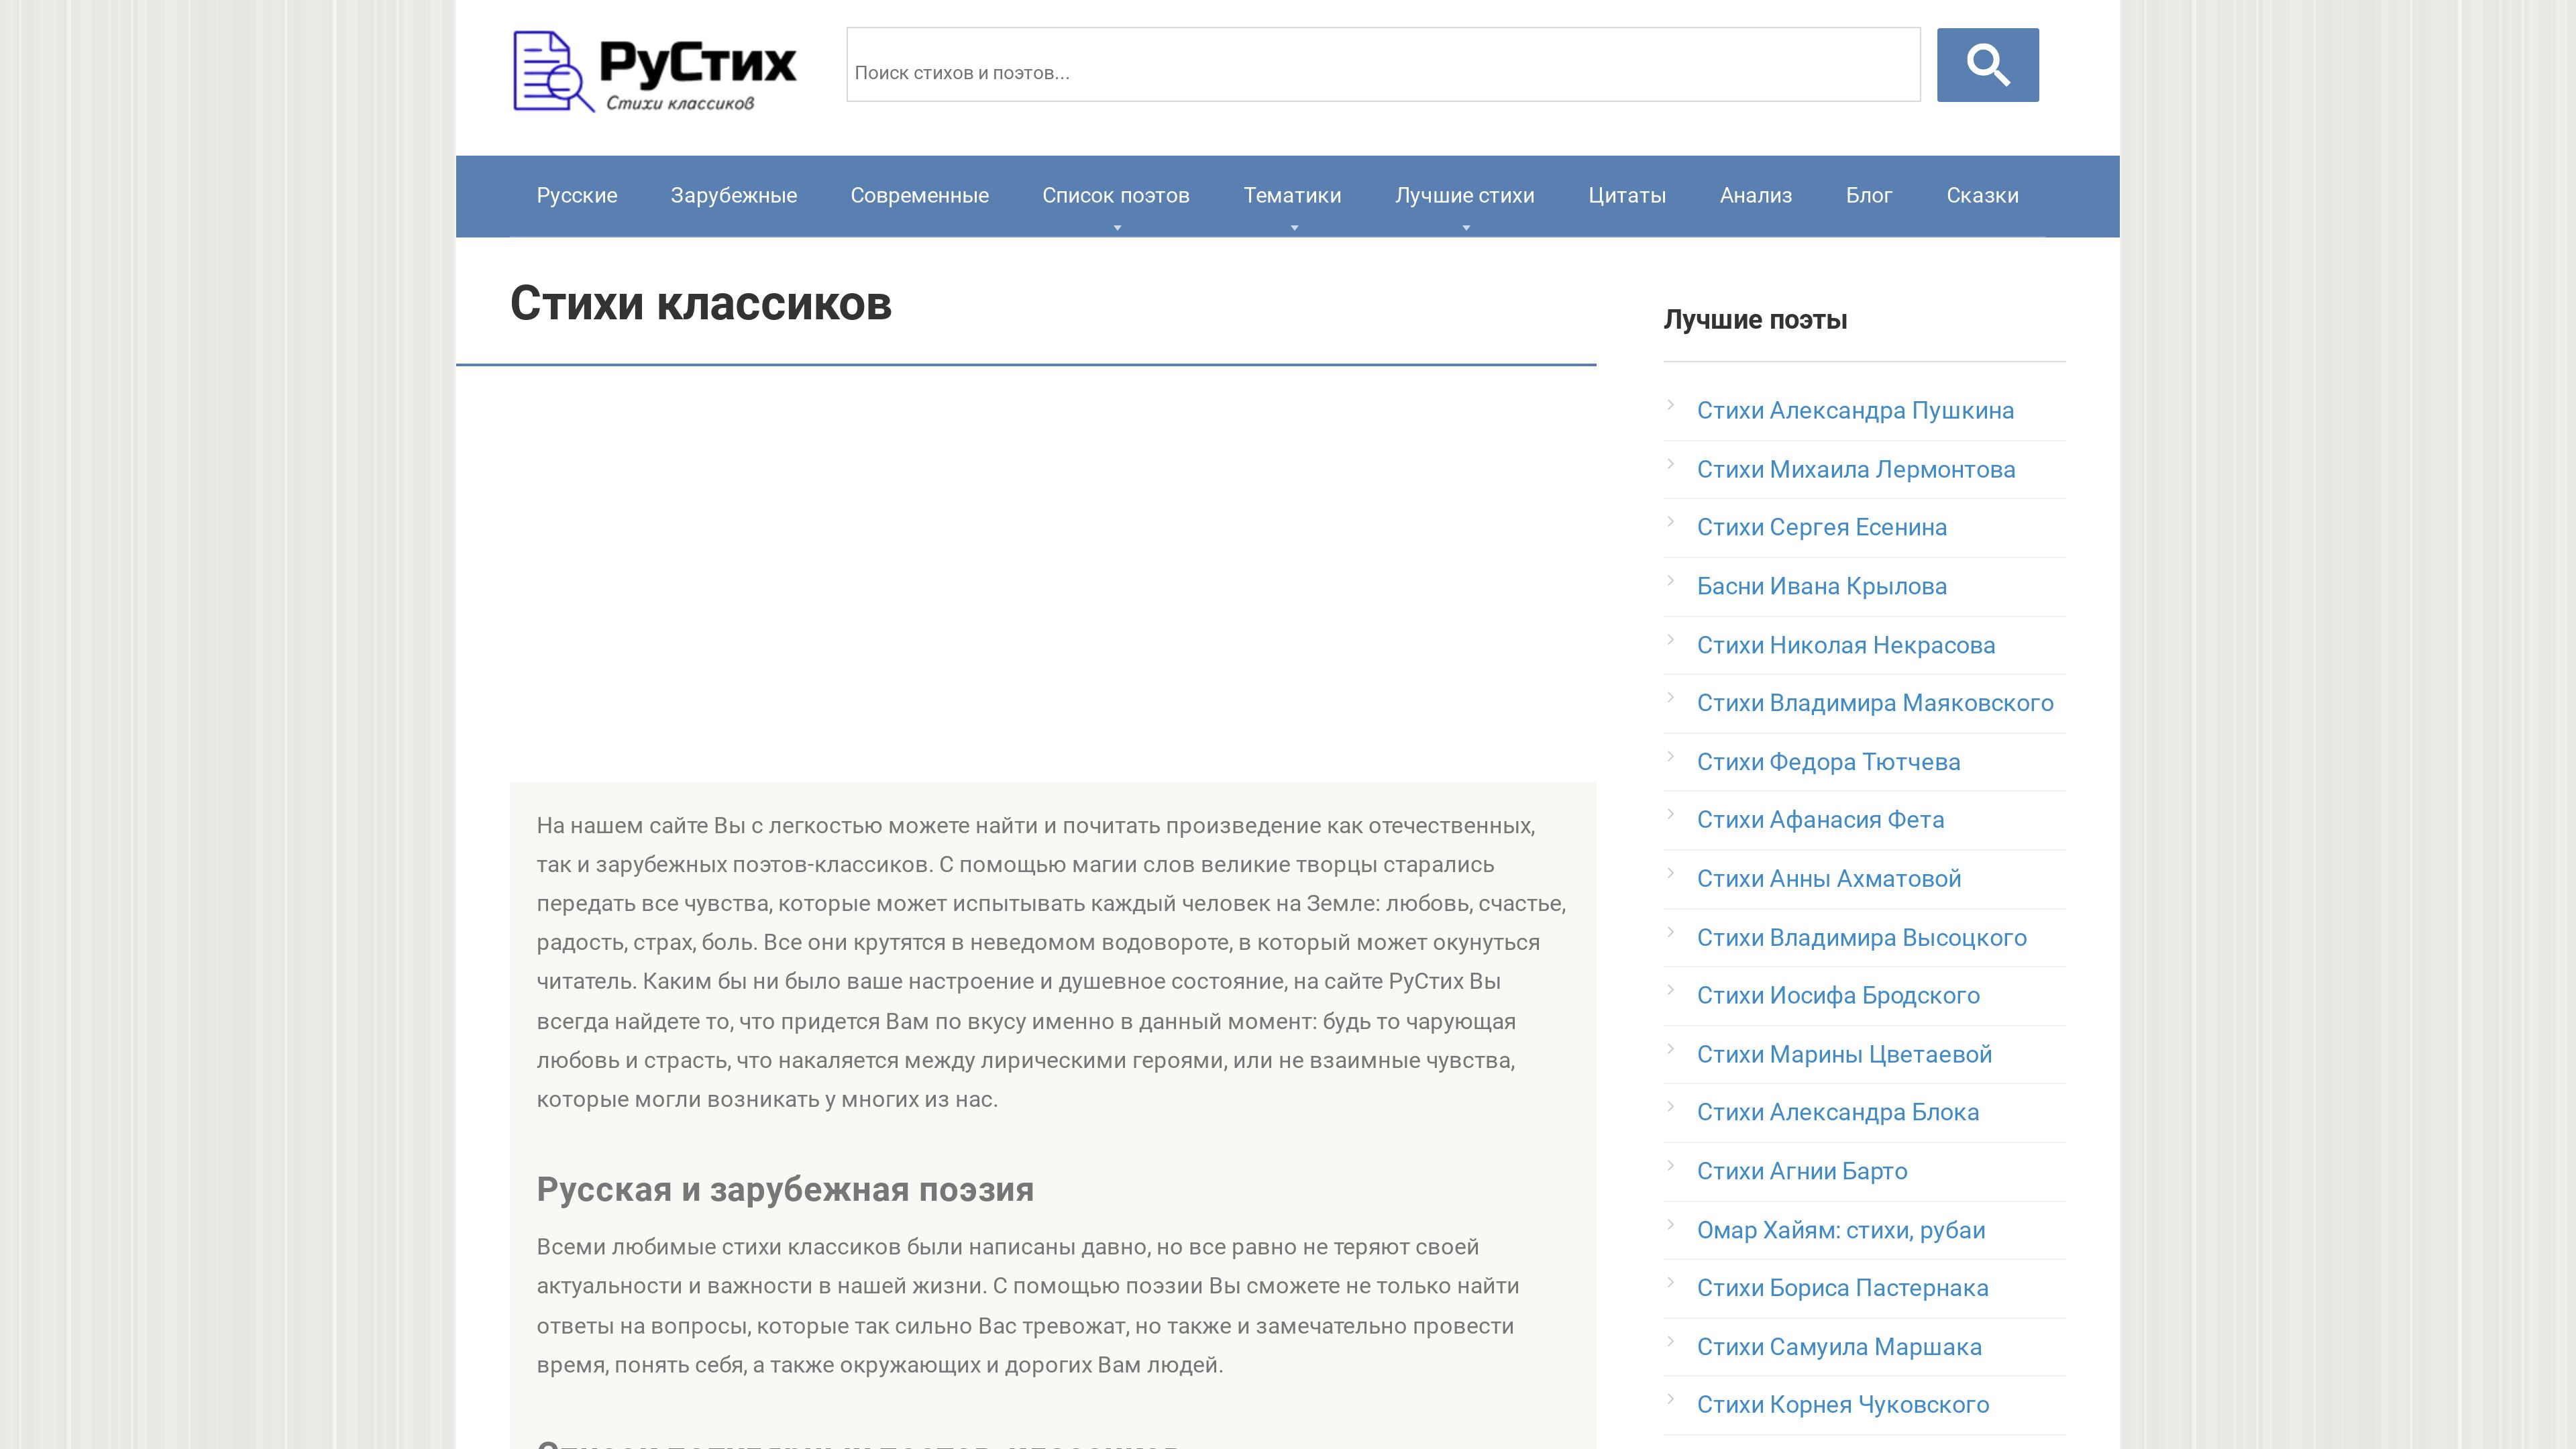 РуСтих
Стихи классиков
Поиск стихов и поэтов...
Русские Зарубежные Современные Список поэтов Тематики Лучшие стихи Цитаты Анализ Блог Сказки
Стихи классиков
На нашем сайте Вы с легкостью можете найти и почитать произведение как отечественных,
так и зарубежных поэтов-классиков. С помощью магии слов великие творцы старались
передать все чувства, которые может испытывать каждый человек на Земле: любовь, счастье,
радость, страх, боль. Все они крутятся в неведомом водовороте, в который может окунуться
читатель. Каким бы ни было ваше настроение и душевное состояние, на сайте РуСтих Вы
всегда найдете то, что придется Вам по вкусу именно в данный момент: будь то чарующая
любовь и страсть, что накаляется между лирическими героями, или не взаимные чувства,
которые могли возникать у многих из нас.
Русская и зарубежная поэзия
Всеми любимые стихи классиков были написаны давно, но все равно не теряют своей
актуальности и важности в нашей жизни. С помощью поэзии Вы сможете не только найти
ответы на вопросы, которые так сильно Вас тревожат, но также и замечательно провести
время, понять себя, а также окружающих и дорогих Вам людей.
Лучшие поэты
Стихи Александра Пушкина
Стихи Михаила Лермонтова
Стихи Сергея Есенина
Басни Ивана Крылова
Стихи Николая Некрасова
Стихи Владимира Маяковского
Стихи Федора Тютчева
Стихи Афанасия Фета
Стихи Анны Ахматовой
Стихи Владимира Высоцкого
Стихи Иосифа Бродского
Стихи Марины Цветаевой
Стихи Александра Блока
Стихи Агнии Барто
Омар Хайям: стихи, рубаи
Стихи Бориса Пастернака
Стихи Самуила Маршака
Стихи Корнея Чуковского